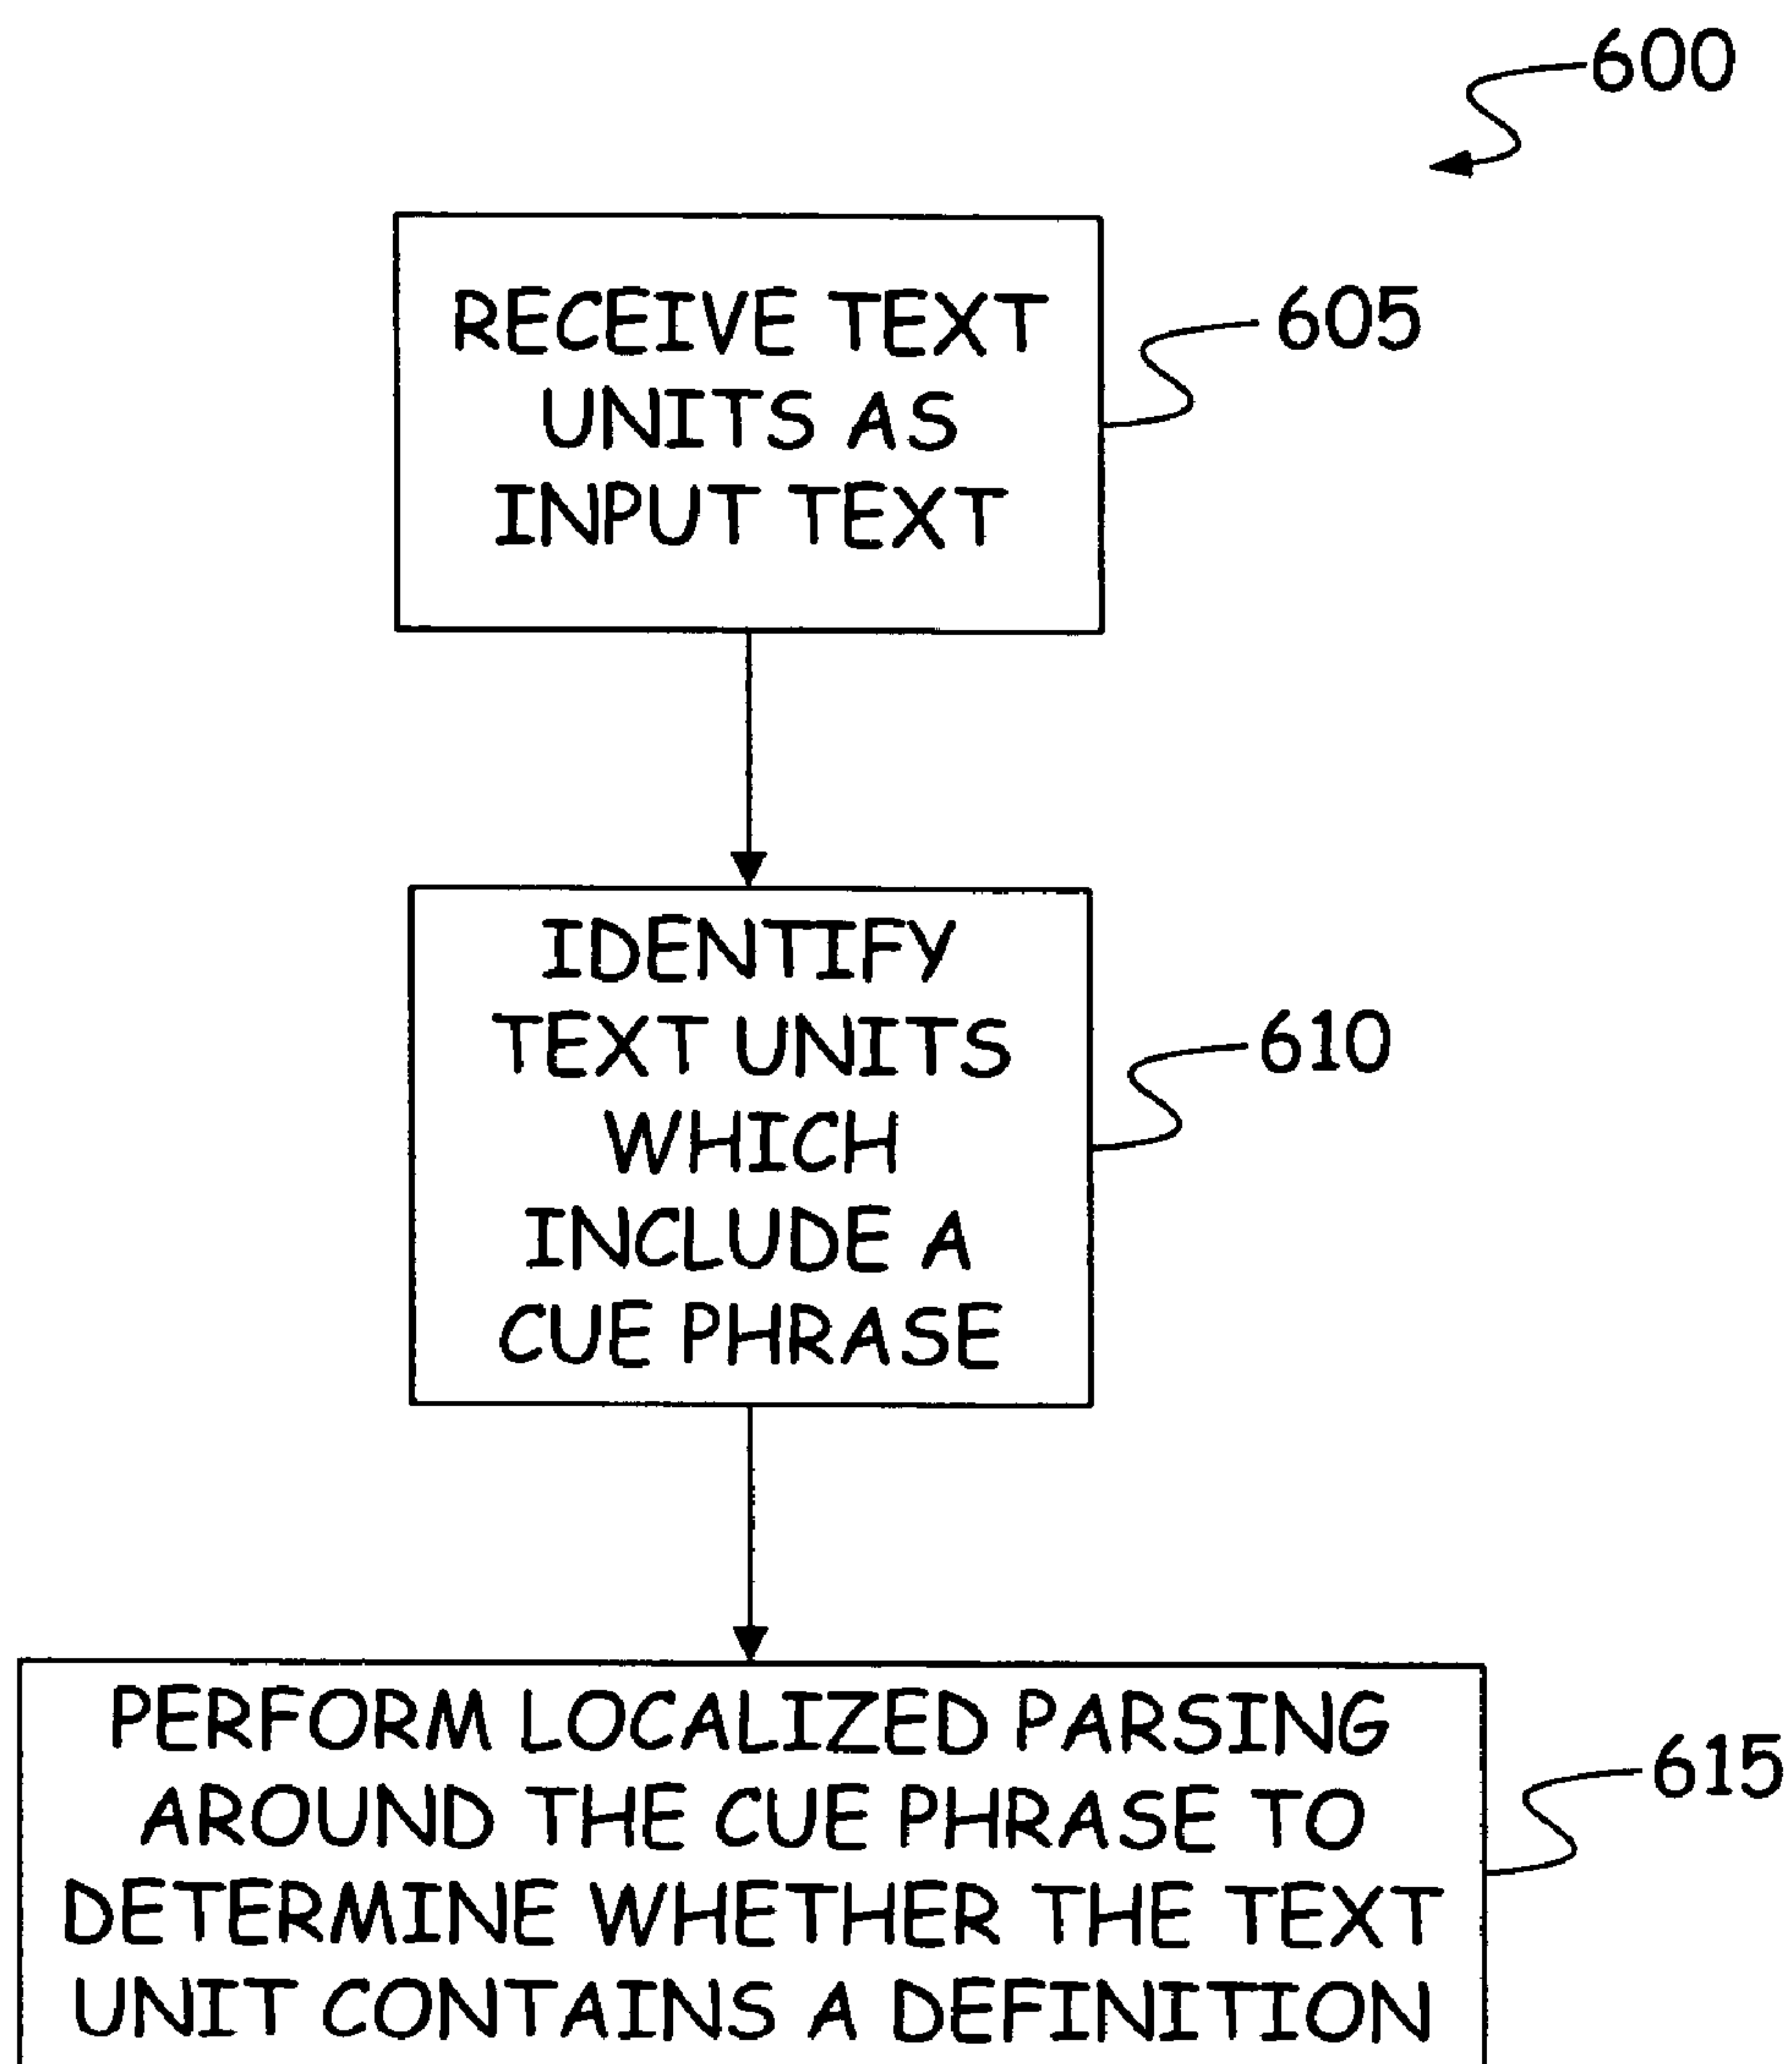 600
RECEIVE TEXT
UNITS AS
INPUT TEXT
605
IDENTIFY
TEXT UNITS
WHICH
INCLUDE A
CUE PHRASE
610
PERFORM LOCALIZED PARSING
AROUND THE CUE PHRASE TO
DETERMINE WHETHER THE TEXT
UNIT CONTAINS A DEFINITION
615